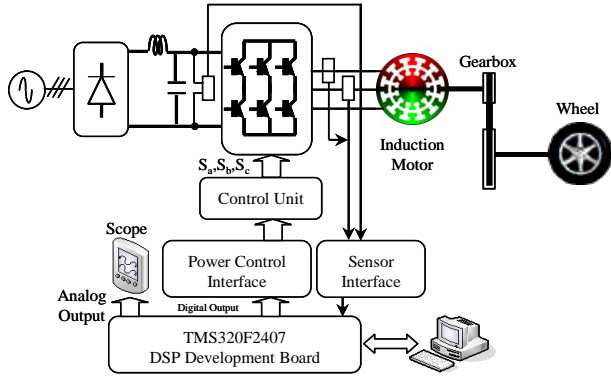 Gearbox
Wheel
Induction
Motor
Sa,Sb,Sc
Control Unit
Scope
Power Control
Interface
Sensor
Interface
Analog
Output
Digital Output
TMS320F2407
DSP Development Board